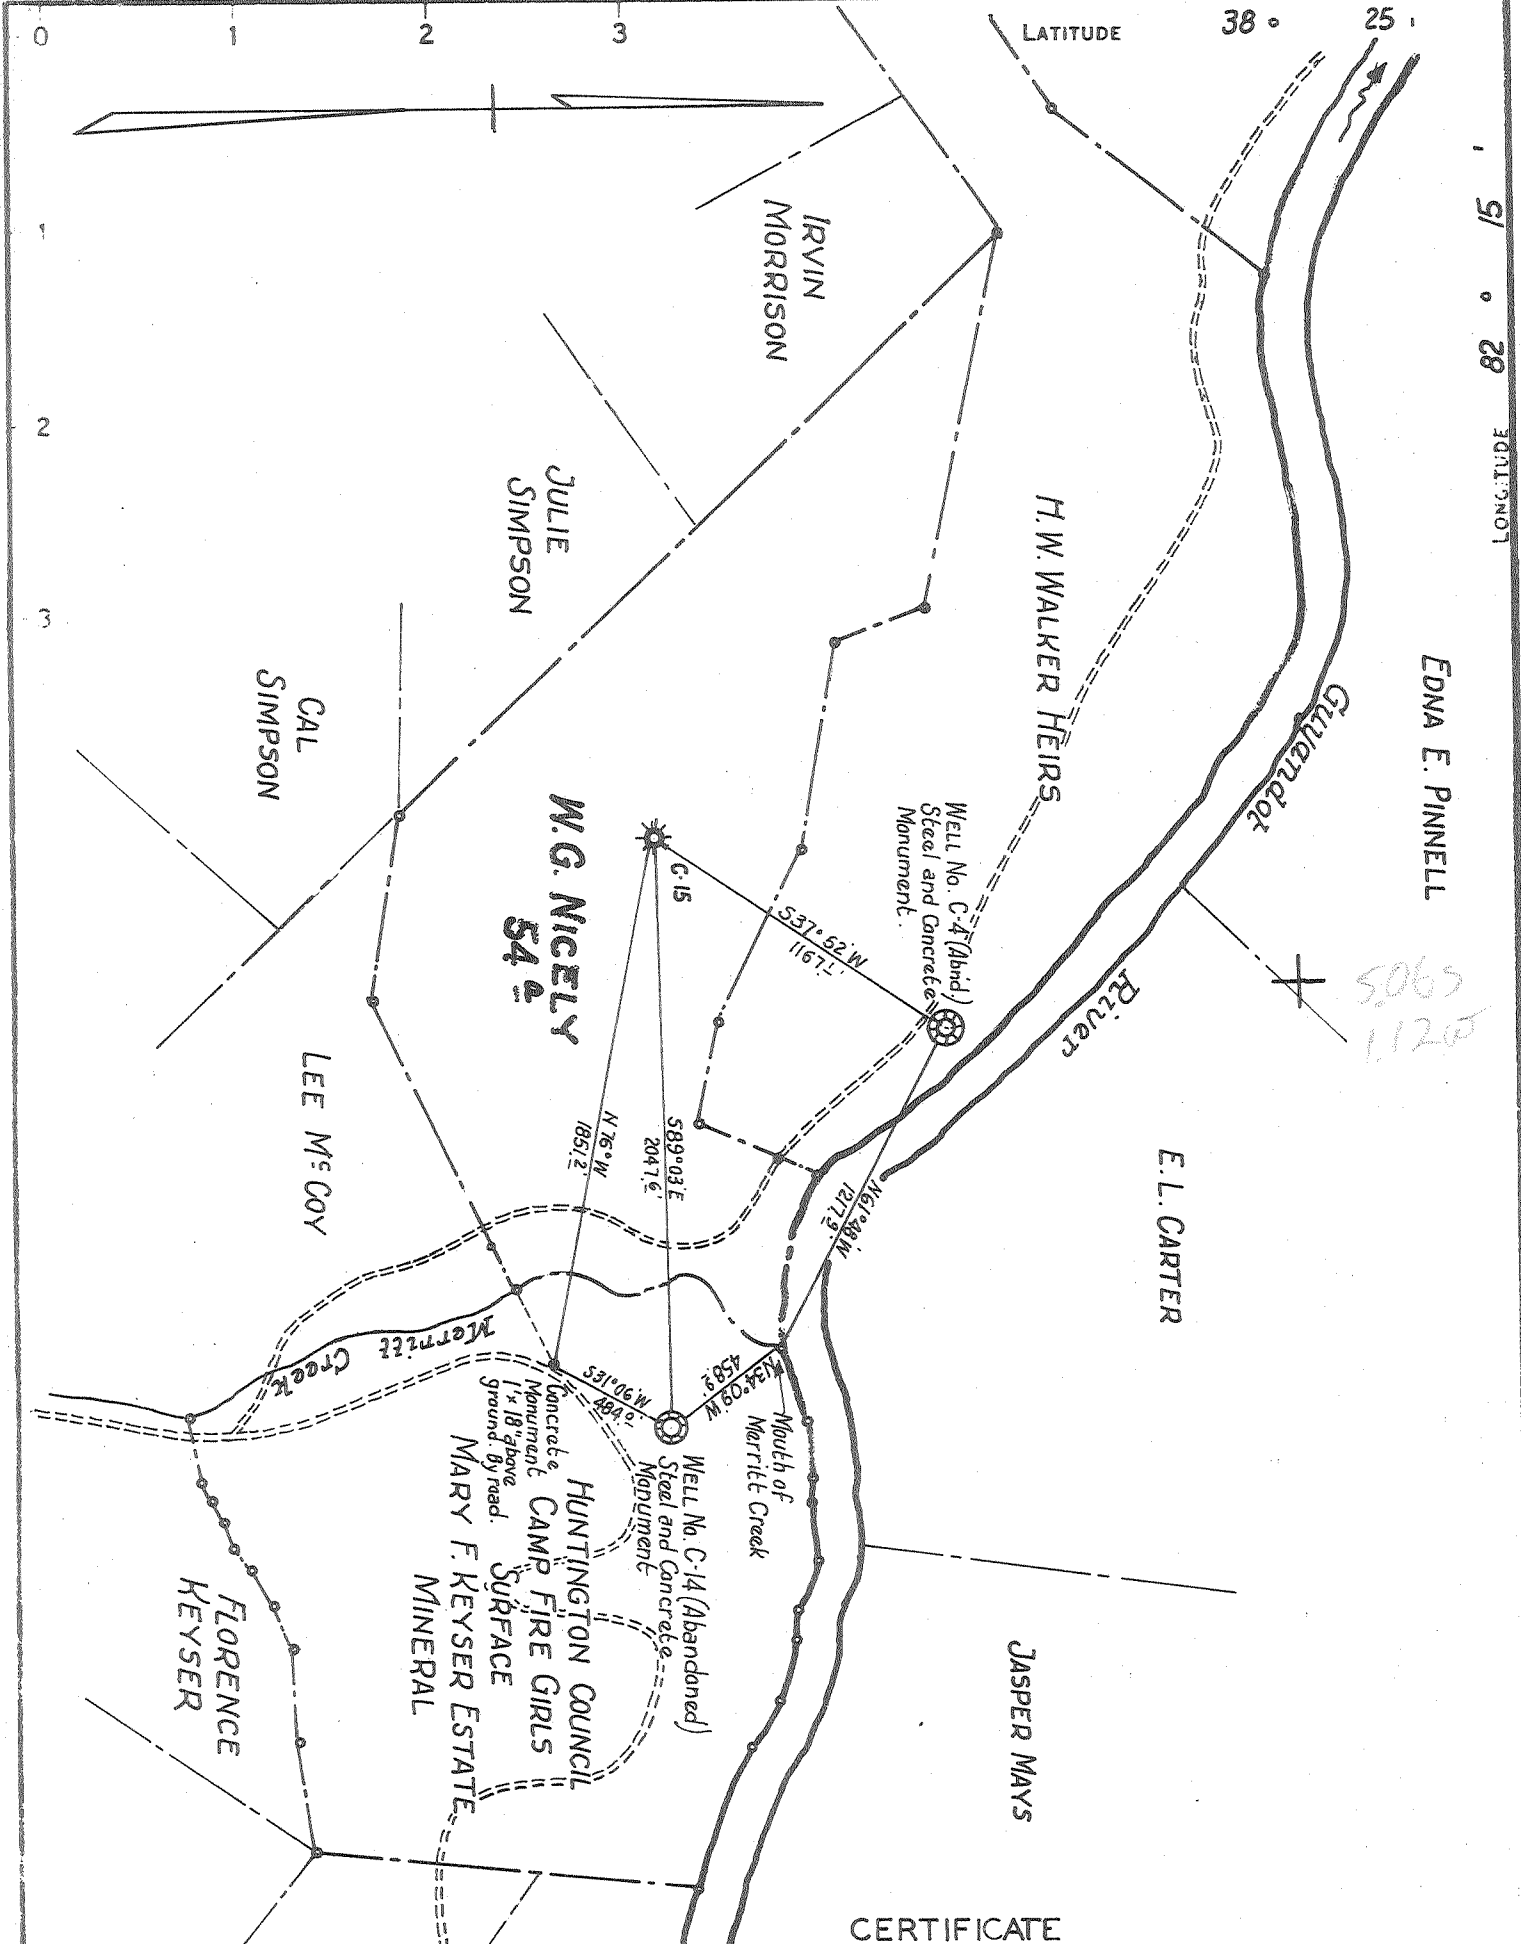 0 1 2 3 LATITUDE 38° 25'
' 15 ° 82 LONGITUDE
1
2
3
IRVIN
MORRISON
JULIE
SIMPSON
CAL
SIMPSON
H. W. WALKER HEIRS
EDNA E. PINNELL
Guyandot
River
WELL No. C-4 (Abnd.)
Steel and Concrete
Monument.
C-15
W. G. NICELY
54 a
S37° 52' W
1167.1'
5.06 S
1.12 W
E. L. CARTER
LEE McCOY
N 76° W
1851.2'
S89° 03' E
2047.6'
N61° 48' W
1217.9'
Merritt
Creek
S31° 06' W
484.0'
N34° 09' W
458.9'
Mouth of
Merritt Creek
Concrete
Monument
1' x 18" above
ground. By road.
WELL No. C-14 (Abandoned)
Steel and Concrete
Monument
HUNTINGTON COUNCIL
CAMP FIRE GIRLS
SURFACE
MARY F. KEYSER ESTATE
MINERAL
FLORENCE
KEYSER
JASPER MAYS
CERTIFICATE